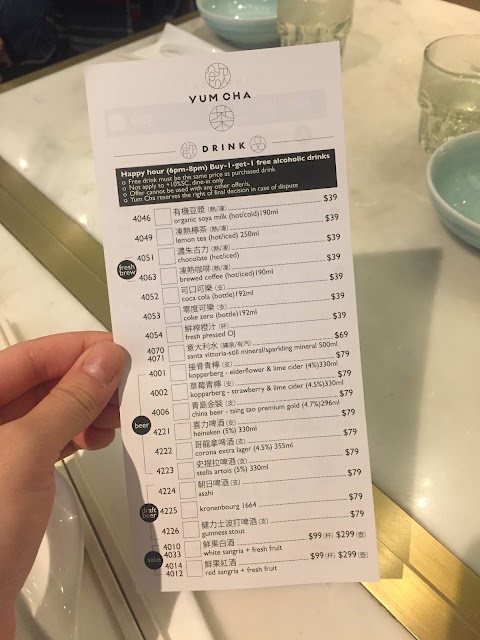 飲
YUM CHA
茶
飲 DRINK 品
Happy hour (6pm-8pm) Buy-1-get-1 free alcoholic drinks
o Free drink must be the same price as purchased drink
o Not apply to +10%SC, dine-in only
o Offer cannot be used with any other offer/s,
o Yum Cha reserves the right of final decision in case of dispute
4046 有機豆漿 (熱/凍) $39
organic soya milk (hot/cold)190ml
4049 凍熱檸茶 (熱/凍) $39
lemon tea (hot/iced) 250ml
4051 濃朱古力 (熱/凍) $39
chocolate (hot/iced)
fresh brew
4063 凍熱咖啡 (熱/凍) $39
brewed coffee (hot/iced)190ml
4052 可口可樂 (支) $39
coca cola (bottle)192ml
4053 零度可樂 (支) $39
coke zero (bottle)192ml
4054 鮮榨橙汁 (杯) $39
fresh pressed OJ
4070 意大利水 (礦泉/有汽) $69
4071 santa vittoria-still mineral/sparkling mineral 500ml
4001 接骨青檸 (支) $79
kopparberg - elderflower & lime cider (4%)330ml
4002 草莓青檸 (支) $79
kopparberg - strawberry & lime cider (4.5%)330ml
4006 青島金裝 (支) $79
china beer - tsing tao premium gold (4.7%)296ml
beer
4221 喜力啤酒 (支) $79
heineken (5%) 330ml
4222 哥龍拿啤酒 (支) $79
corona extra lager (4.5%) 355ml
4223 史提拉啤酒 (支) $79
stella artois (5%) 330ml
4224 朝日啤酒 (支) $79
asahi
draft beer
4225 kronenbourg 1664 $79
4226 健力士波打啤酒 (支) $79
guinness stout
4010 鮮果白酒 $99 (杯) $299 (壺)
4033 white sangria + fresh fruit
sake
4014 鮮果紅酒 $99 (杯) $299 (壺)
4012 red sangria + fresh fruit